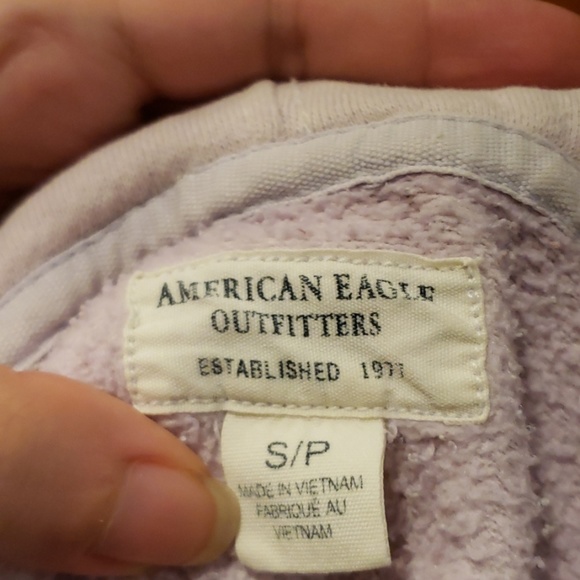 AMERICAN EAGLE
OUTFITTERS
ESTABLISHED 1977
S/P
MADE IN VIETNAM
FABRIQUÉ AU
VIETNAM